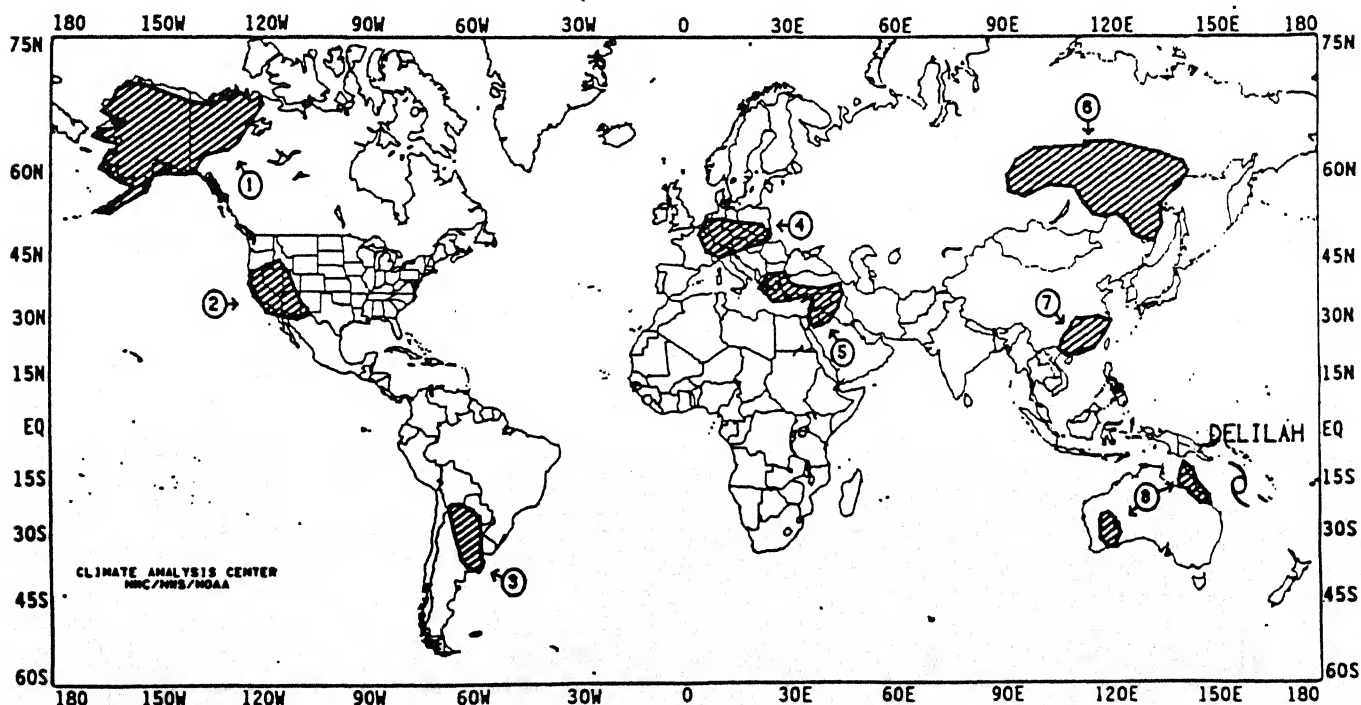 180 150W 120W 90W 60W 30W 0 30E 60E 90E 120E 150E 180
75N 75N
6
60N 1 60N
4
45N 45N
2 7
30N 30N
5
15N 15N
EQ DELILAH EQ
15S 8 15S
30S 30S
CLIMATE ANALYSIS CENTER
NMC/NWS/NOAA
3
45S 45S
60S 60S
180 150W 120W 90W 60W 30W 0 30E 60E 90E 120E 150E 180